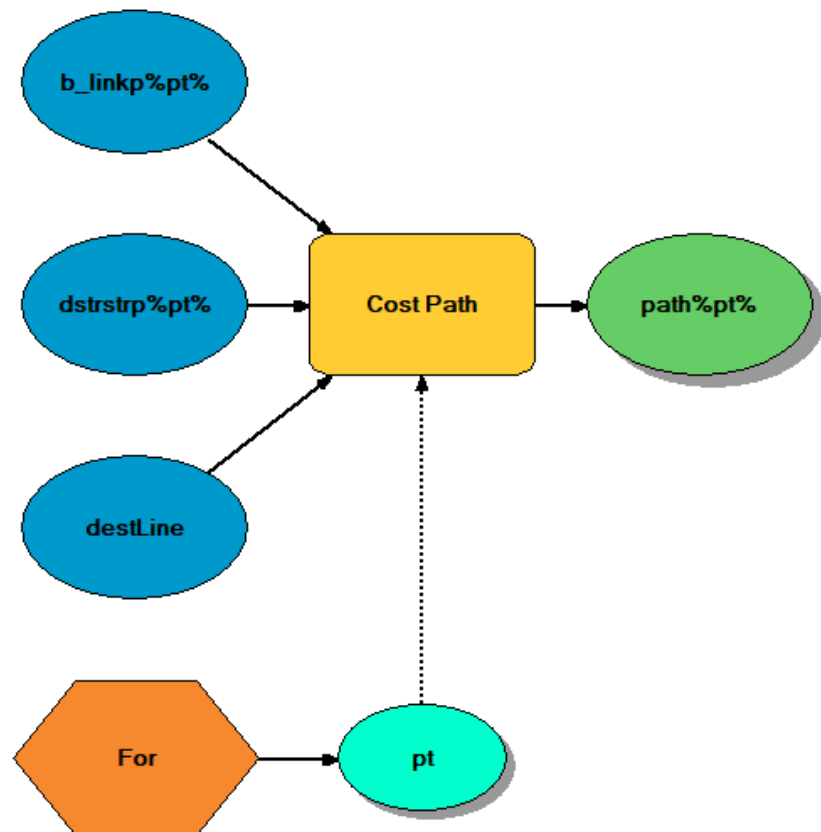 b_linkp%pt%
dstrstrp%pt%
Cost Path
path%pt%
destLine
For
pt